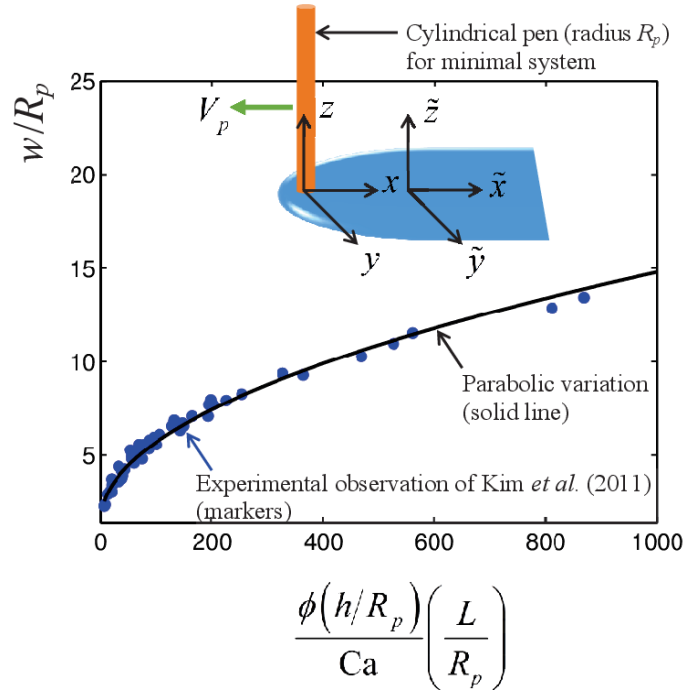 Cylindrical pen (radius R_p)
for minimal system
w/R_p
25
20
15
10
5
V_p
z
x
y
z̃
x̃
ỹ
Parabolic variation
(solid line)
Experimental observation of Kim et al. (2011)
(markers)
0 200 400 600 800 1000
ϕ(h/R_p)
Ca
(L
R_p)